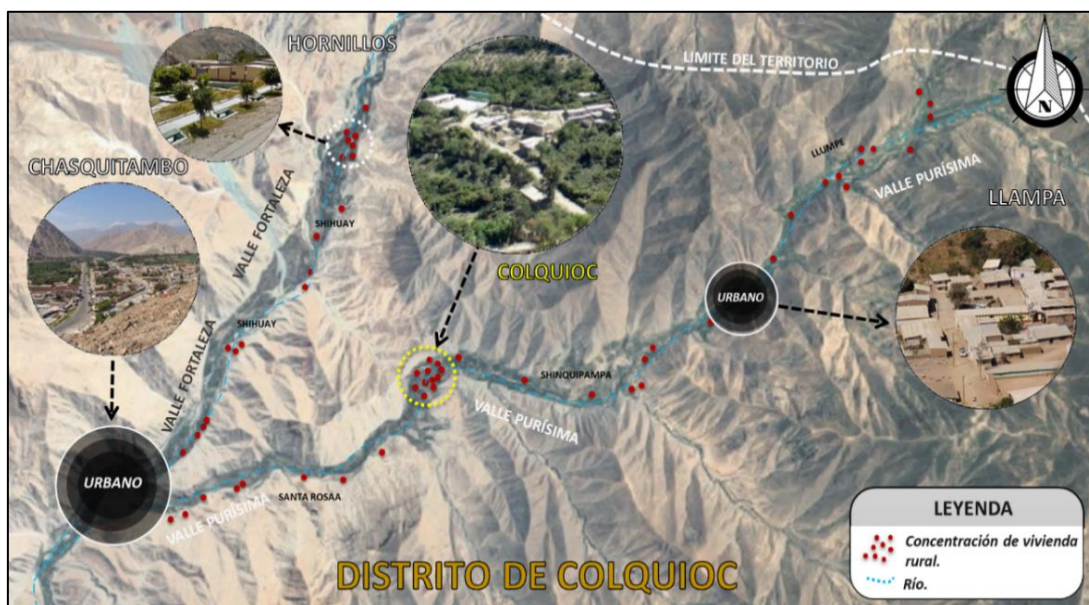 HORNILLOS
LIMITE DEL TERRITORIO
N
CHASQUITAMBO
LLUMPE
VALLE PURÍSIMA
LLAMPA
VALLE FORTALEZA
SHIHUAY
COLQUIOC
URBANO
SHIHUAY
VALLE FORTALEZA
SHINQUIPAMPA
VALLE PURÍSIMA
URBANO
SANTA ROSAA
VALLE PURÍSIMA
LEYENDA
Concentración de vivienda
rural.
Río.
DISTRITO DE COLQUIOC